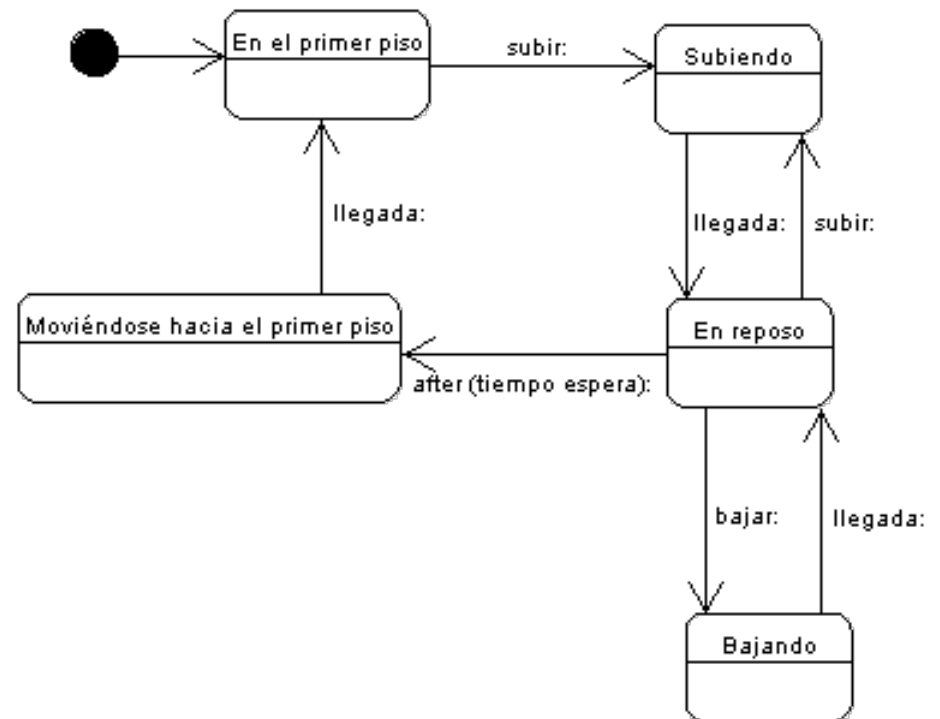 En el primer piso
subir:
Subiendo
llegada:
llegada:
subir:
Moviéndose hacia el primer piso
En reposo
after (tiempo espera):
bajar:
llegada:
Bajando